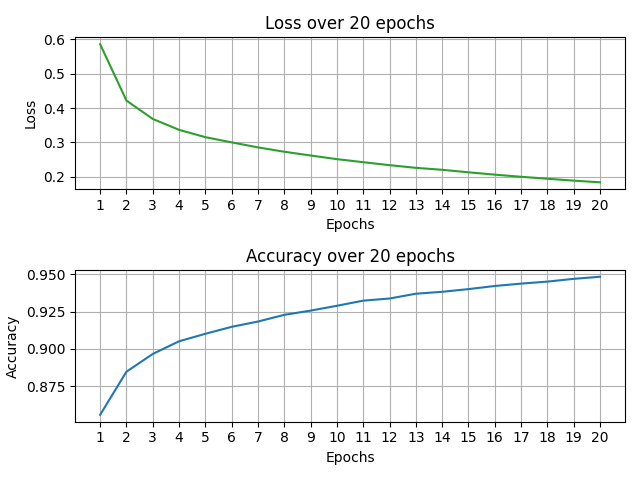 Loss over 20 epochs
0.6
0.5
0.4
0.3
0.2
Loss
1 2 3 4 5 6 7 8 9 10 11 12 13 14 15 16 17 18 19 20
Epochs
Accuracy over 20 epochs
0.950
0.925
0.900
0.875
Accuracy
1 2 3 4 5 6 7 8 9 10 11 12 13 14 15 16 17 18 19 20
Epochs